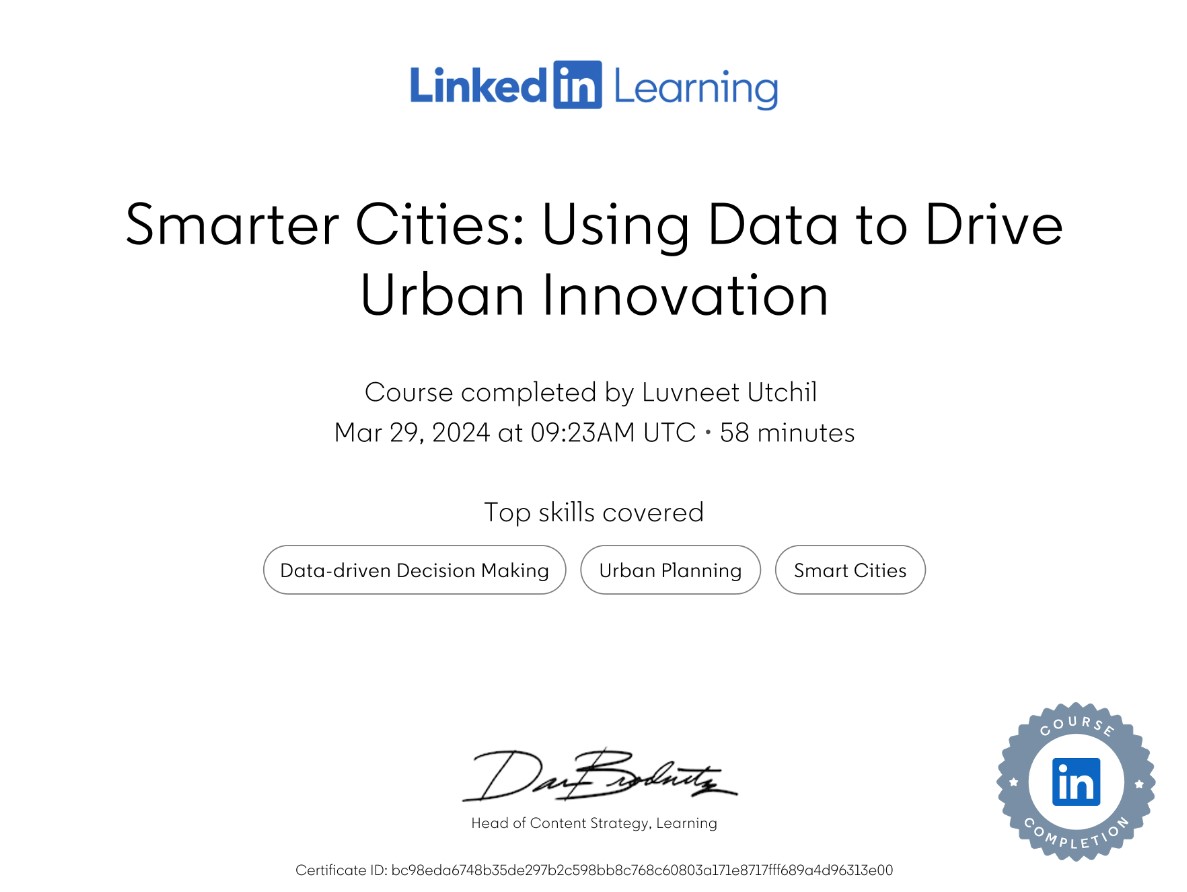 LinkedIn Learning
Smarter Cities: Using Data to Drive
Urban Innovation
Course completed by Luvneet Utchil
Mar 29, 2024 at 09:23AM UTC • 58 minutes
Top skills covered
Data-driven Decision Making Urban Planning Smart Cities
Dan Brodnitz
Head of Content Strategy, Learning
COURSE
in
COMPLETION
Certificate ID: bc98eda6748b35de297b2c598bb8c768c60803a171e8717fff689a4d96313e00